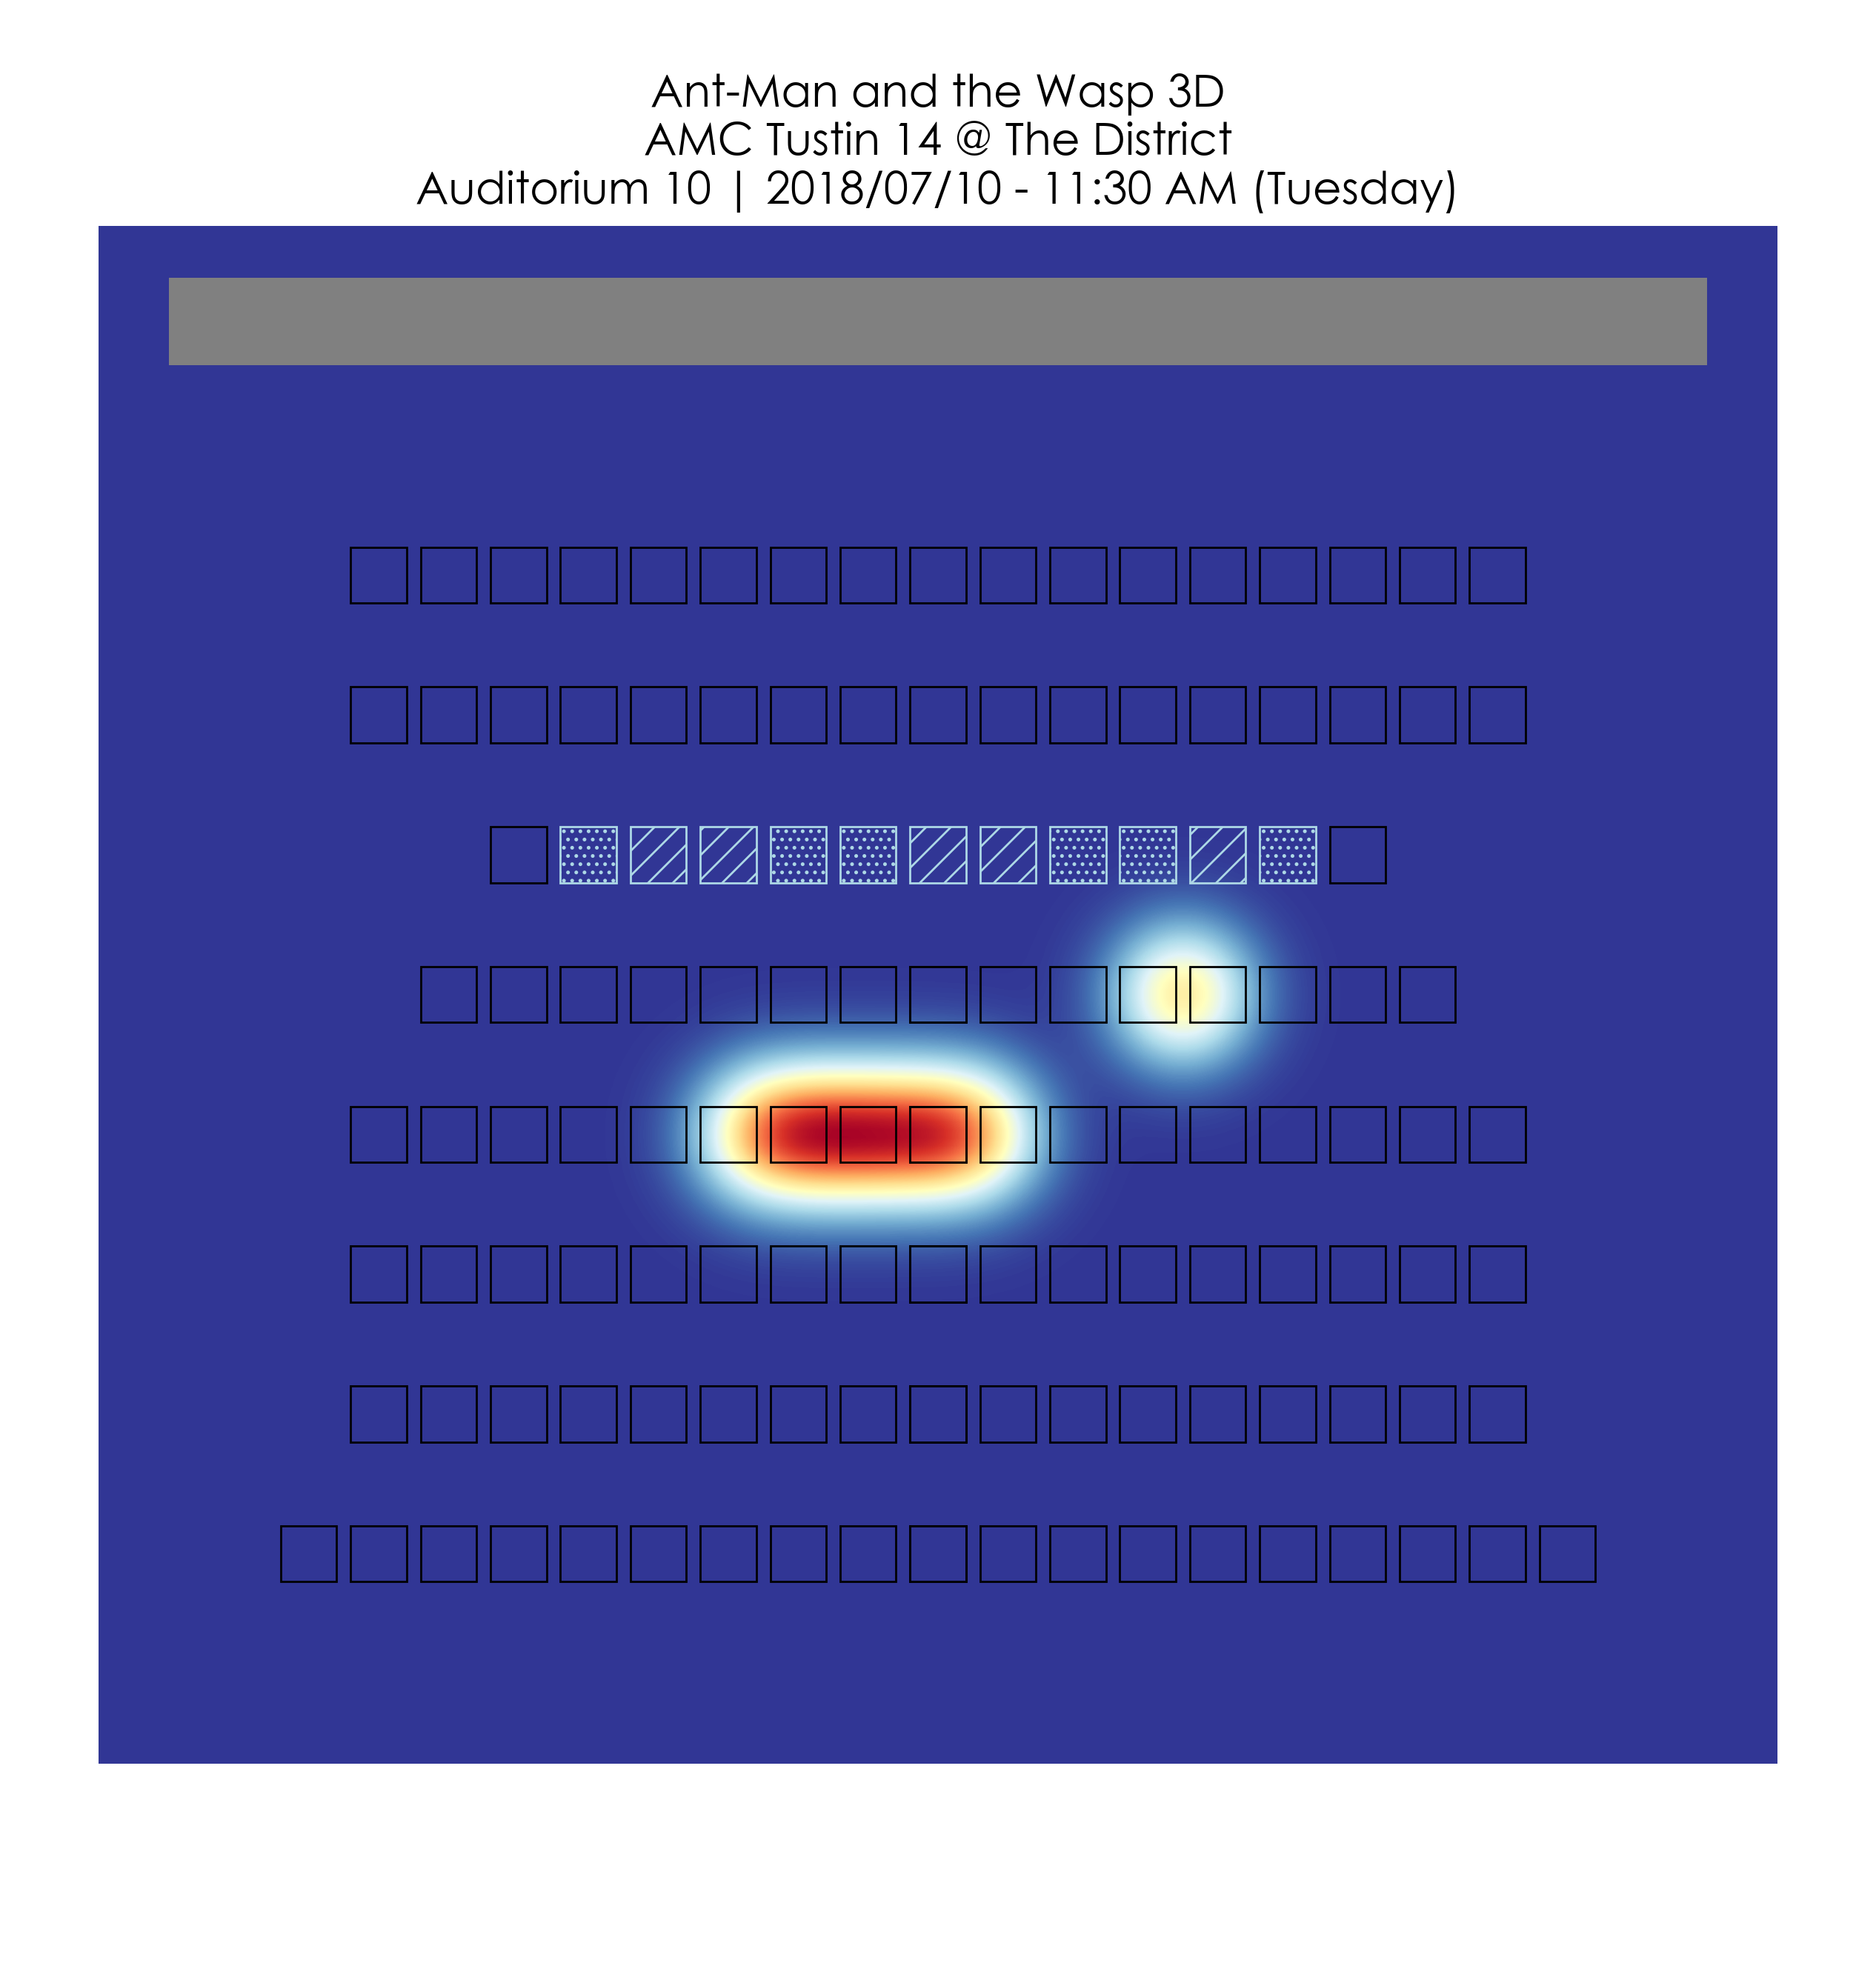 Ant-Man and the Wasp 3D
AMC Tustin 14 @ The District
Auditorium 10 | 2018/07/10 - 11:30 AM (Tuesday)